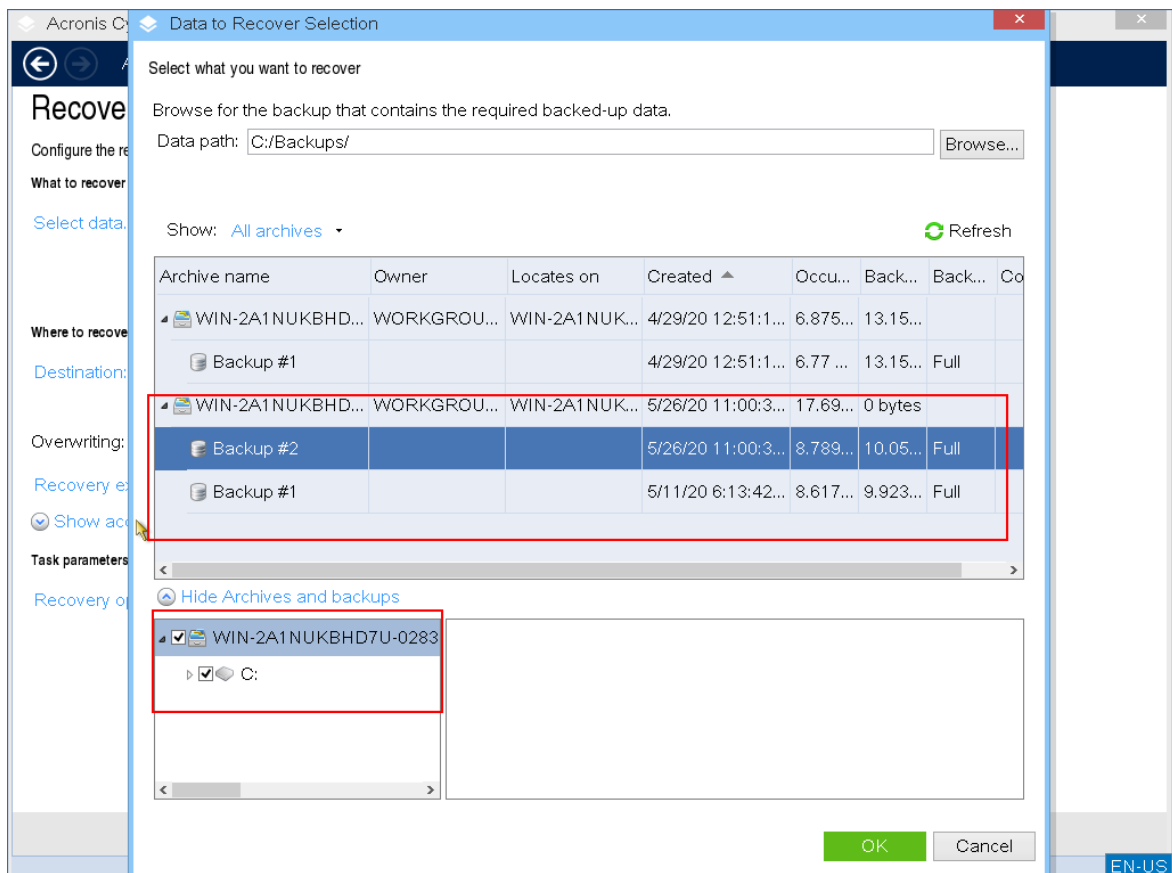 Acronis Cy
Data to Recover Selection
Select what you want to recover
Recove
Browse for the backup that contains the required backed-up data.
Configure the re
Data path: C:/Backups/ Browse...
What to recover
Select data.
Show: All archives Refresh
Archive name Owner Locates on Created Occu... Back... Back... Co
WIN-2A1NUKBHD... WORKGROU... WIN-2A1NUK... 4/29/20 12:51:1... 6.875... 13.15...
Where to recove
Backup #1 4/29/20 12:51:1... 6.77 ... 13.15... Full
Destination:
WIN-2A1NUKBHD... WORKGROU... WIN-2A1NUK... 5/26/20 11:00:3... 17.69... 0 bytes
Overwriting:
Backup #2 5/26/20 11:00:3... 8.789... 10.05... Full
Recovery ex
Backup #1 5/11/20 6:13:42... 8.617... 9.923... Full
Show acc
Task parameters
Hide Archives and backups
Recovery op
WIN-2A1NUKBHD7U-0283
C:
OK Cancel
EN-US